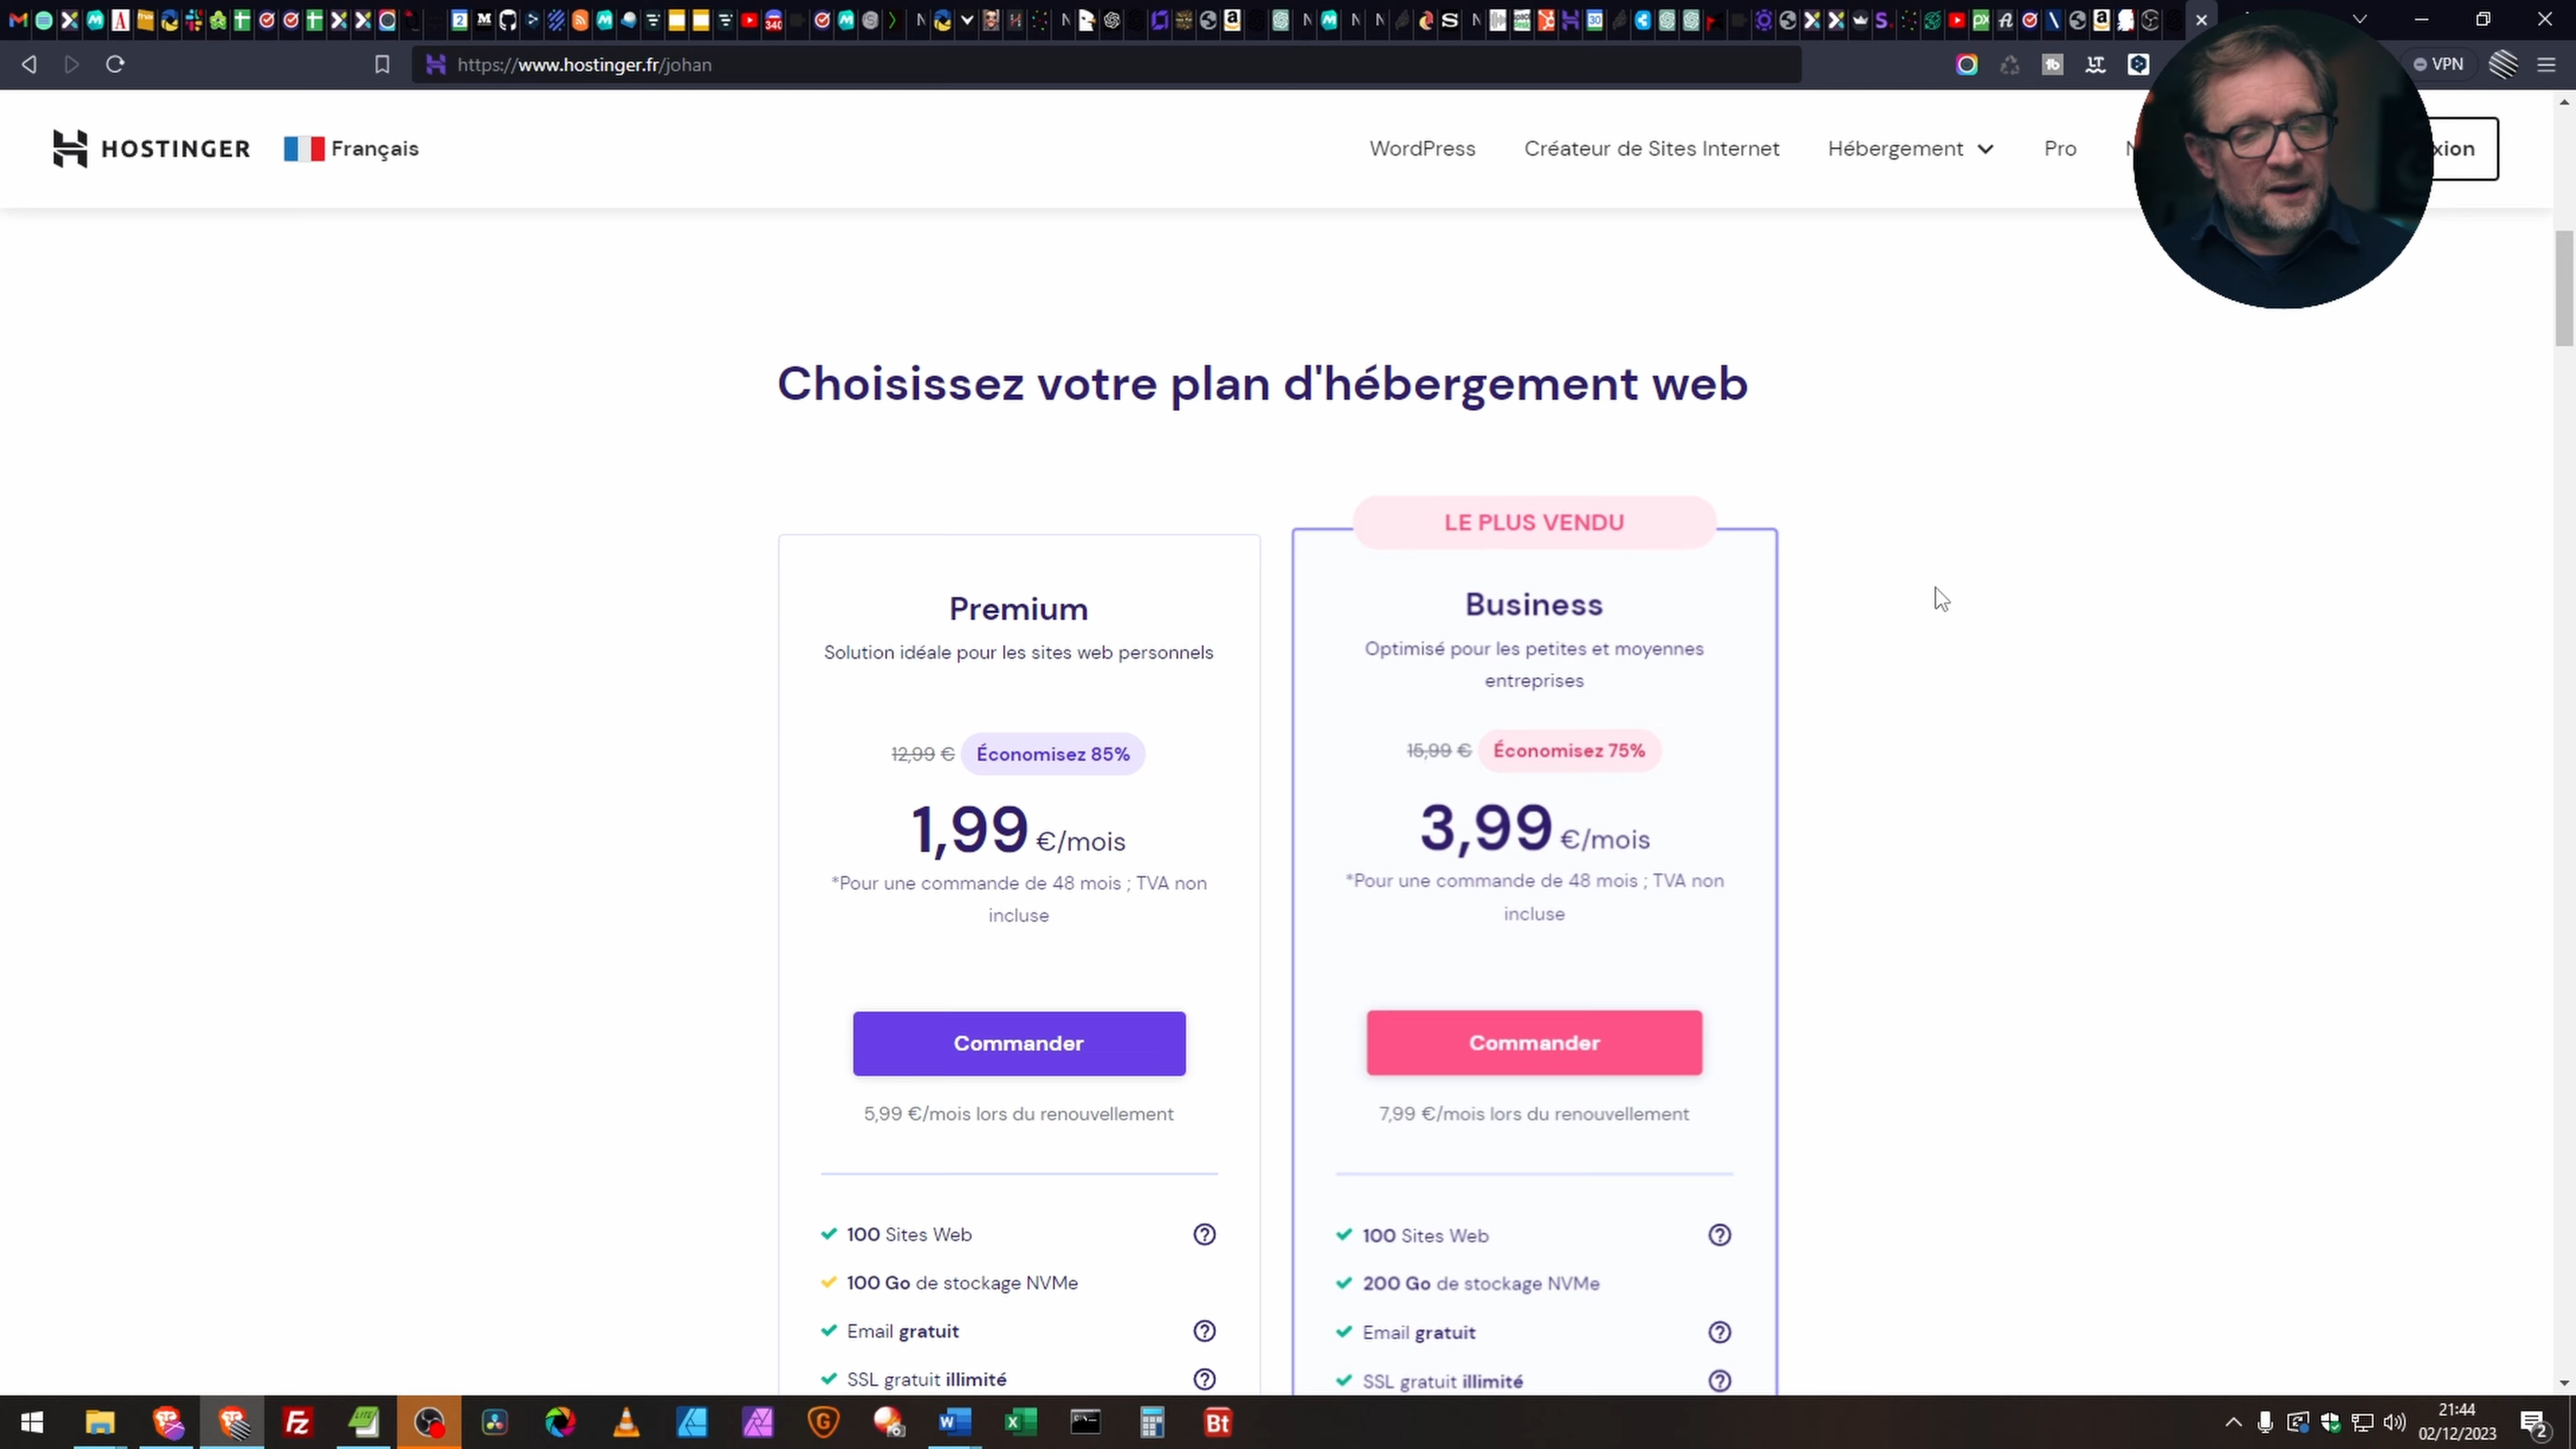 https://www.hostinger.fr/johan
VPN
HOSTINGER
Français
WordPress
Créateur de Sites Internet
Hébergement
Pro
xion
Choisissez votre plan d'hébergement web
LE PLUS VENDU
Premium
Solution idéale pour les sites web personnels
12,99 € Économisez 85%
1,99 €/mois
*Pour une commande de 48 mois ; TVA non
incluse
Commander
5,99 €/mois lors du renouvellement
100 Sites Web
100 Go de stockage NVMe
Email gratuit
SSL gratuit illimité
Business
Optimisé pour les petites et moyennes
entreprises
15,99 € Économisez 75%
3,99 €/mois
*Pour une commande de 48 mois ; TVA non
incluse
Commander
7,99 €/mois lors du renouvellement
100 Sites Web
200 Go de stockage NVMe
Email gratuit
SSL gratuit illimité
21:44
02/12/2023
2